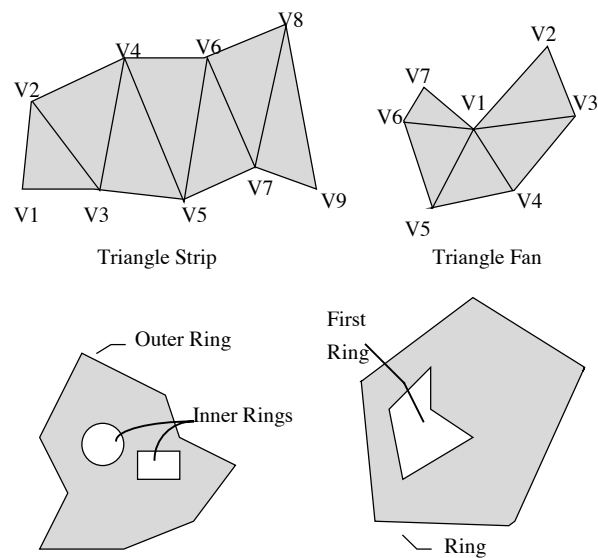 V8
V4
V6
V2
V1
V3
V5
V7
V9
Triangle Strip
V2
V7
V1
V3
V6
V4
V5
Triangle Fan
Outer Ring
Inner Rings
First
Ring
Ring